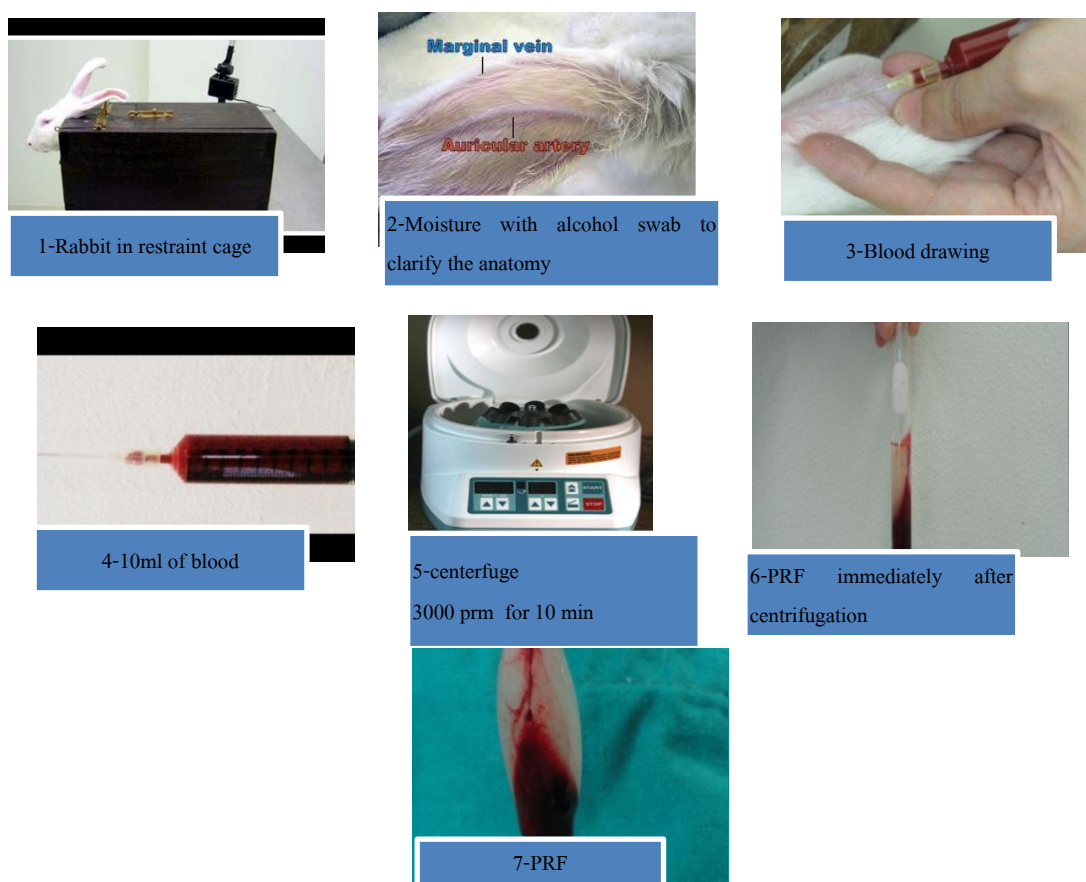 Marginal vein
Auricular artery
1-Rabbit in restraint cage
2-Moisture with alcohol swab to
clarify the anatomy
3-Blood drawing
4-10ml of blood
START
STOP
5-centerfuge
3000 prm for 10 min
6-PRF immediately after
centrifugation
7-PRF